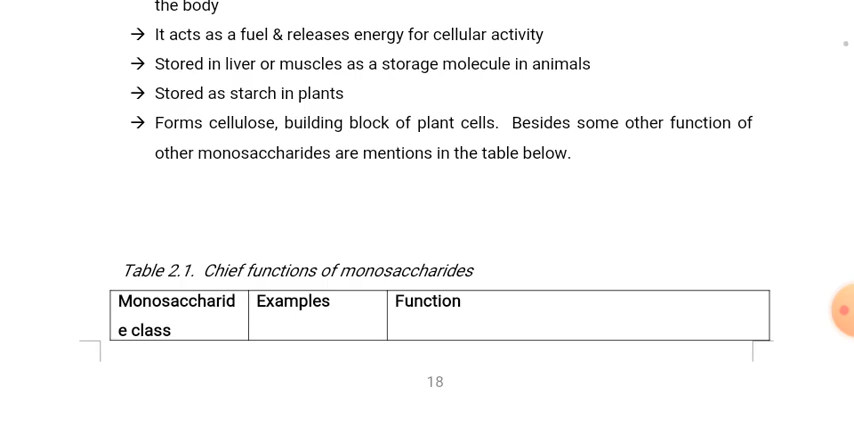 the body
→ It acts as a fuel & releases energy for cellular activity
→ Stored in liver or muscles as a storage molecule in animals
→ Stored as starch in plants
→ Forms cellulose, building block of plant cells. Besides some other function of
other monosaccharides are mentions in the table below.
Table 2.1. Chief functions of monosaccharides
Monosaccharid Examples Function
e class
18